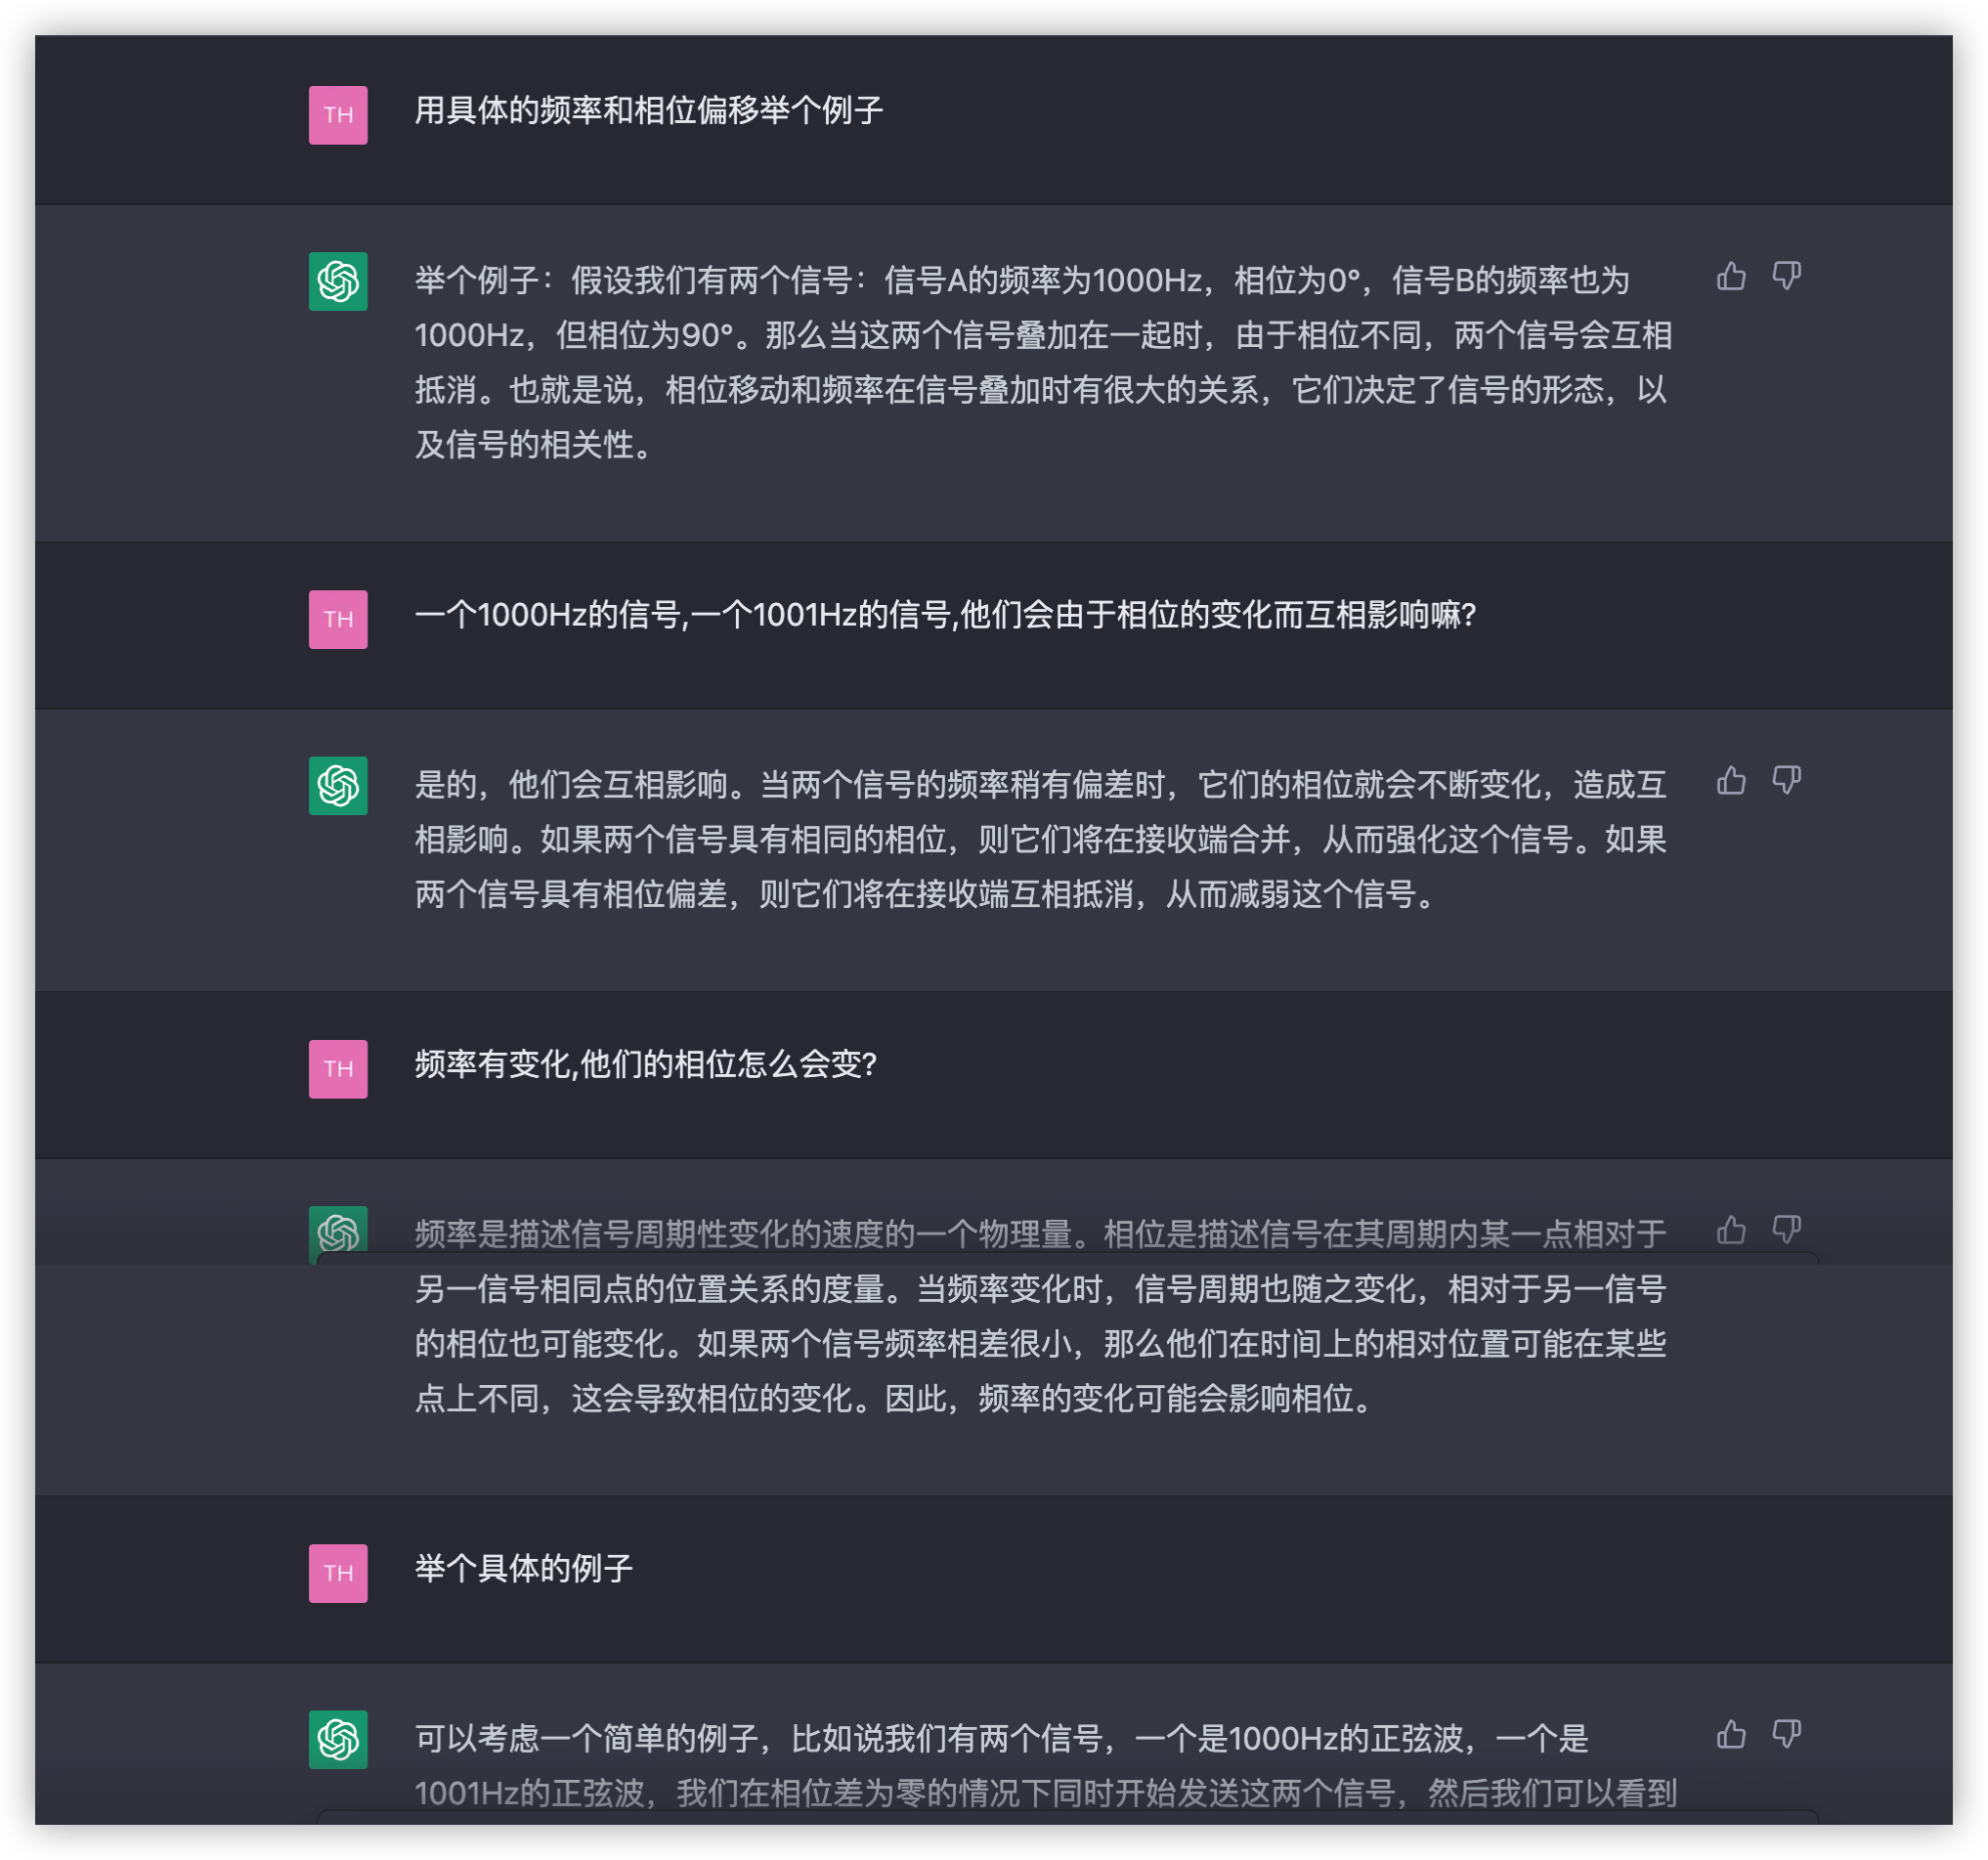 TH
用具体的频率和相位偏移举个例子
举个例子：假设我们有两个信号：信号A的频率为1000Hz，相位为0°，信号B的频率也为
1000Hz，但相位为90°。那么当这两个信号叠加在一起时，由于相位不同，两个信号会互相
抵消。也就是说，相位移动和频率在信号叠加时有很大的关系，它们决定了信号的形态，以
及信号的相关性。
TH
一个1000Hz的信号,一个1001Hz的信号,他们会由于相位的变化而互相影响嘛?
是的，他们会互相影响。当两个信号的频率稍有偏差时，它们的相位就会不断变化，造成互
相影响。如果两个信号具有相同的相位，则它们将在接收端合并，从而强化这个信号。如果
两个信号具有相位偏差，则它们将在接收端互相抵消，从而减弱这个信号。
TH
频率有变化,他们的相位怎么会变?
频率是描述信号周期性变化的速度的一个物理量。相位是描述信号在其周期内某一点相对于
另一信号相同点的位置关系的度量。当频率变化时，信号周期也随之变化，相对于另一信号
的相位也可能变化。如果两个信号频率相差很小，那么他们在时间上的相对位置可能在某些
点上不同，这会导致相位的变化。因此，频率的变化可能会影响相位。
TH
举个具体的例子
可以考虑一个简单的例子，比如说我们有两个信号，一个是1000Hz的正弦波，一个是
1001Hz的正弦波，我们在相位差为零的情况下同时开始发送这两个信号，然后我们可以看到